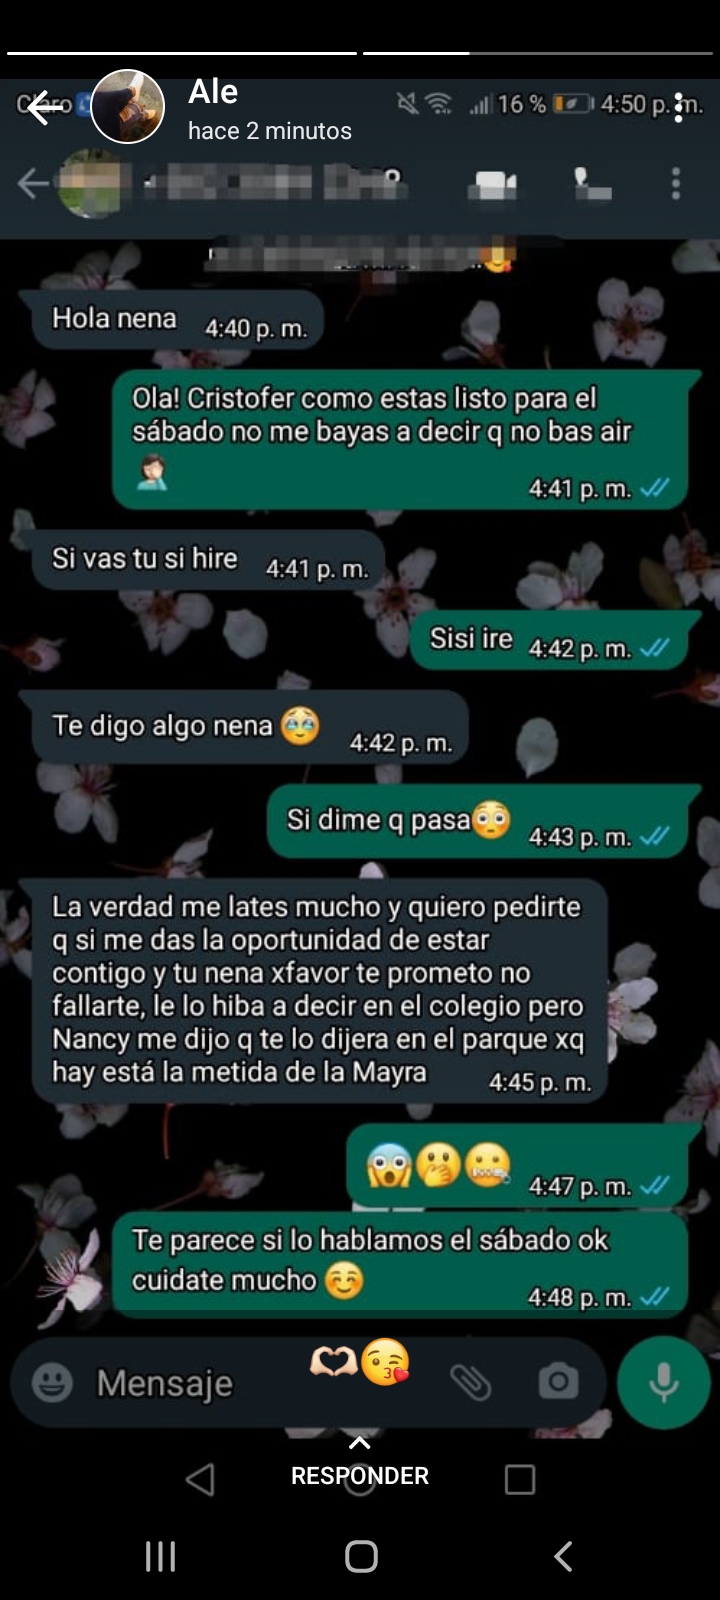 Claro
16 %
4:50 p. m.
Ale
hace 2 minutos
Hola nena
4:40 p. m.
Ola! Cristofer como estas listo para el
sábado no me bayas a decir q no bas air
🤦🏻‍♀️
4:41 p. m.
Si vas tu si hire
4:41 p. m.
Sisi ire
4:42 p. m.
Te digo algo nena 🥹
4:42 p. m.
Si dime q pasa😳
4:43 p. m.
La verdad me lates mucho y quiero pedirte
q si me das la oportunidad de estar
contigo y tu nena xfavor te prometo no
fallarte, le lo hiba a decir en el colegio pero
Nancy me dijo q te lo dijera en el parque xq
hay está la metida de la Mayra
4:45 p. m.
😱🫢🤐
4:47 p. m.
Te parece si lo hablamos el sábado ok
cuidate mucho ☺️
4:48 p. m.
🫶🏻😘
Mensaje
RESPONDER